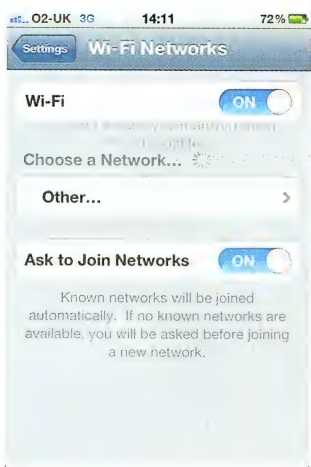 O2-UK 3G 14:11 72%
Settings Wi-Fi Networks
Wi-Fi ON
Choose a Network...
Other...
Ask to Join Networks ON
Known networks will be joined
automatically. If no known networks are
available, you will be asked before joining
a new network.